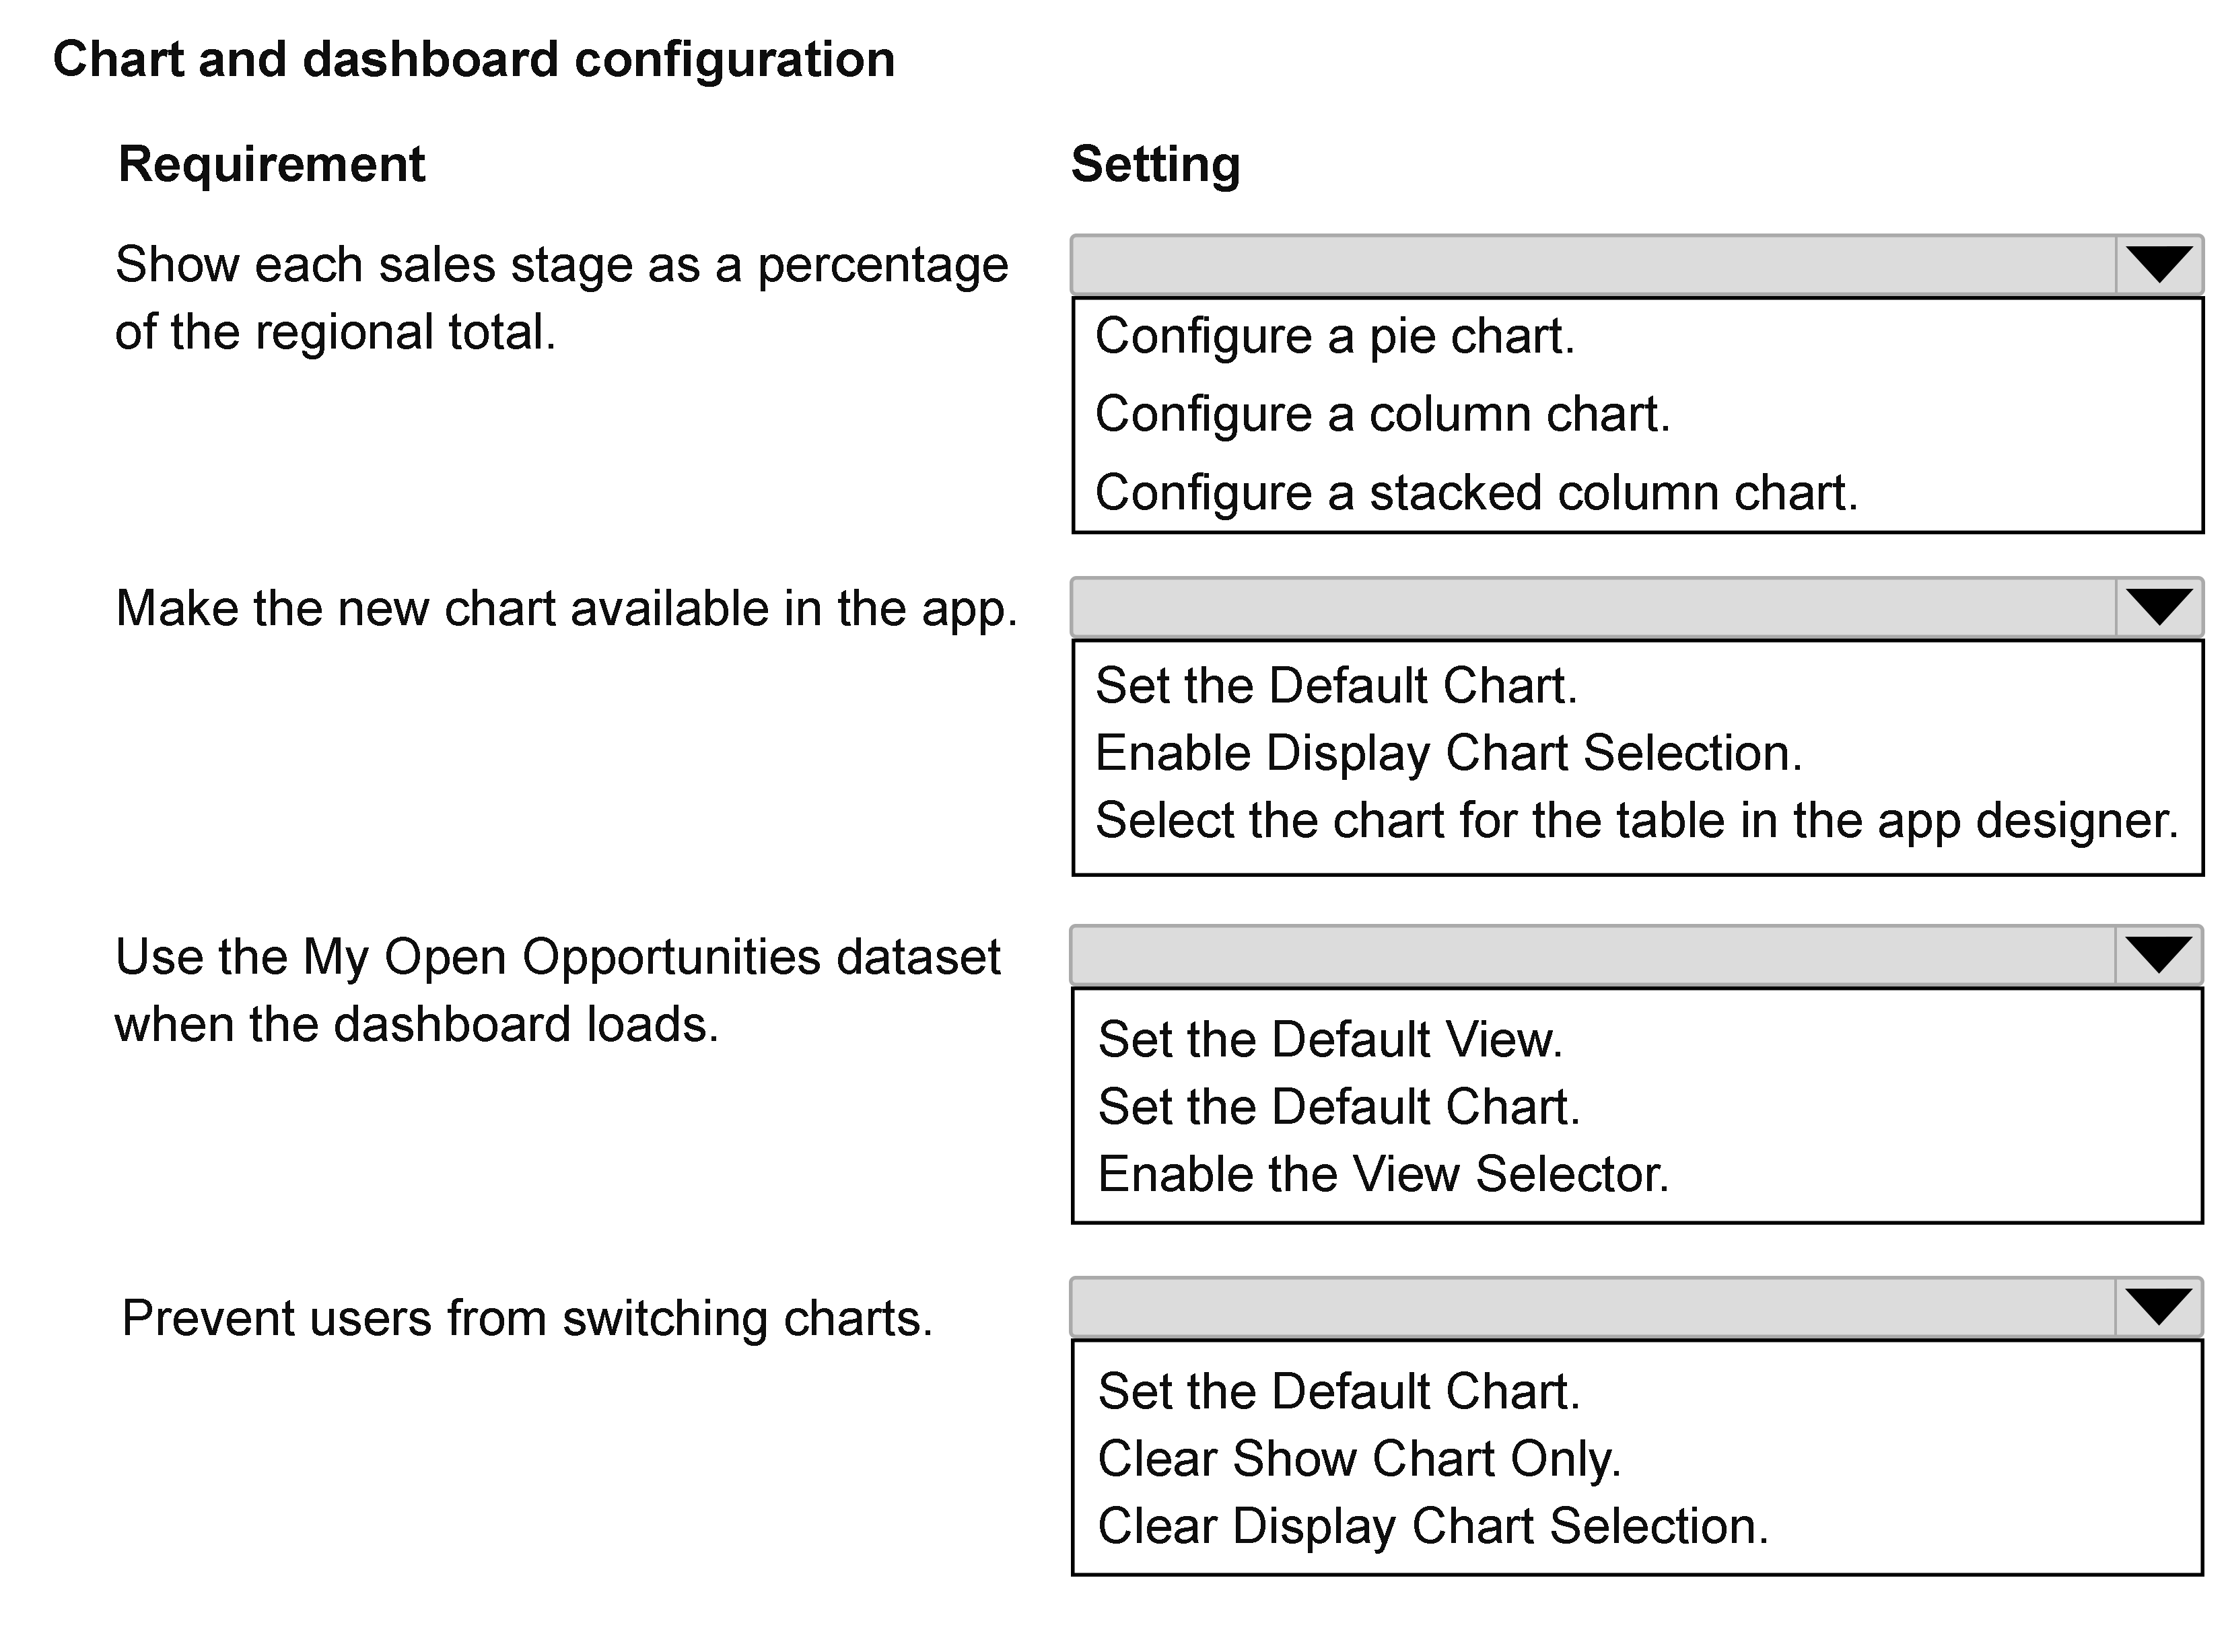 Chart and dashboard configuration
Requirement
Setting
Show each sales stage as a percentage
of the regional total.
Configure a pie chart.
Configure a column chart.
Configure a stacked column chart.
Make the new chart available in the app.
Set the Default Chart.
Enable Display Chart Selection.
Select the chart for the table in the app designer.
Use the My Open Opportunities dataset
when the dashboard loads.
Set the Default View.
Set the Default Chart.
Enable the View Selector.
Prevent users from switching charts.
Set the Default Chart.
Clear Show Chart Only.
Clear Display Chart Selection.